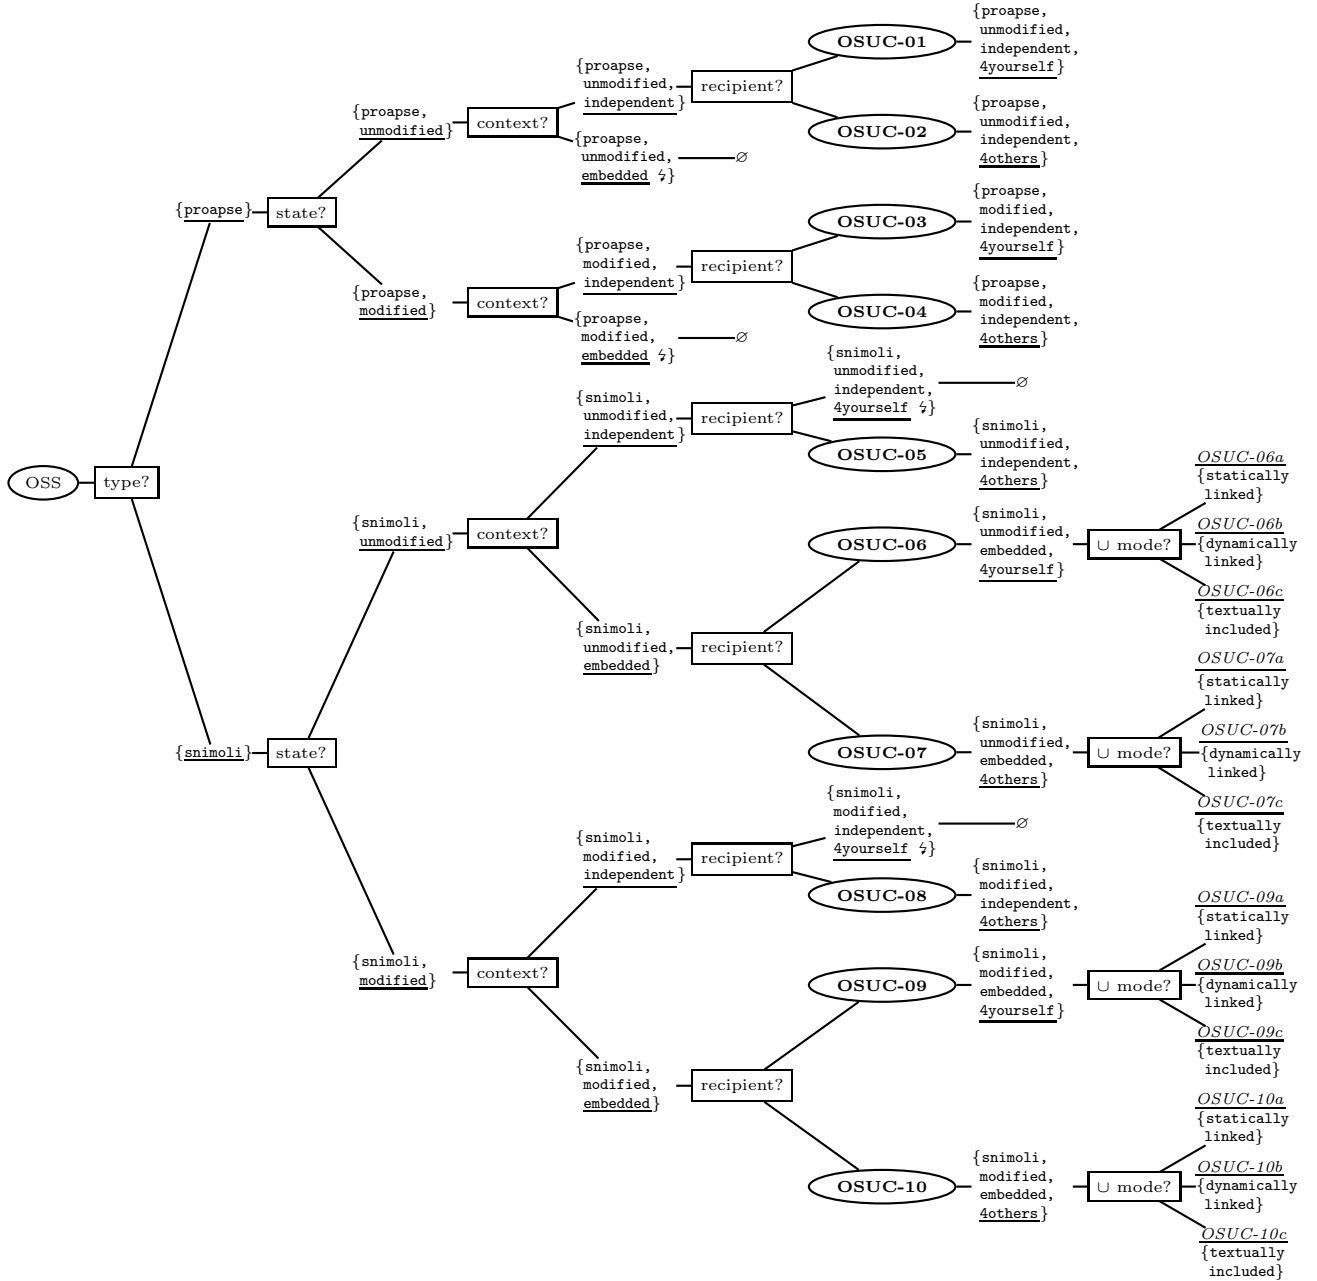 OSS
type?
{proapse}
state?
{proapse,
unmodified}
context?
{proapse,
unmodified,
independent}
recipient?
OSUC-01
{proapse,
unmodified,
independent,
4yourself}
OSUC-02
{proapse,
unmodified,
independent,
4others}
{proapse,
unmodified,
embedded ↯}
∅
{proapse,
modified}
context?
{proapse,
modified,
independent}
recipient?
OSUC-03
{proapse,
modified,
independent,
4yourself}
OSUC-04
{proapse,
modified,
independent,
4others}
{proapse,
modified,
embedded ↯}
∅
{snimoli}
state?
{snimoli,
unmodified}
context?
{snimoli,
unmodified,
independent}
recipient?
{snimoli,
unmodified,
independent,
4yourself ↯}
∅
OSUC-05
{snimoli,
unmodified,
independent,
4others}
{snimoli,
unmodified,
embedded}
recipient?
OSUC-06
{snimoli,
unmodified,
embedded,
4yourself}
∪ mode?
OSUC-06a
{statically
linked}
OSUC-06b
{dynamically
linked}
OSUC-06c
{textually
included}
OSUC-07
{snimoli,
unmodified,
embedded,
4others}
∪ mode?
OSUC-07a
{statically
linked}
OSUC-07b
{dynamically
linked}
OSUC-07c
{textually
included}
{snimoli,
modified}
context?
{snimoli,
modified,
independent}
recipient?
{snimoli,
modified,
independent,
4yourself ↯}
∅
OSUC-08
{snimoli,
modified,
independent,
4others}
{snimoli,
modified,
embedded}
recipient?
OSUC-09
{snimoli,
modified,
embedded,
4yourself}
∪ mode?
OSUC-09a
{statically
linked}
OSUC-09b
{dynamically
linked}
OSUC-09c
{textually
included}
OSUC-10
{snimoli,
modified,
embedded,
4others}
∪ mode?
OSUC-10a
{statically
linked}
OSUC-10b
{dynamically
linked}
OSUC-10c
{textually
included}